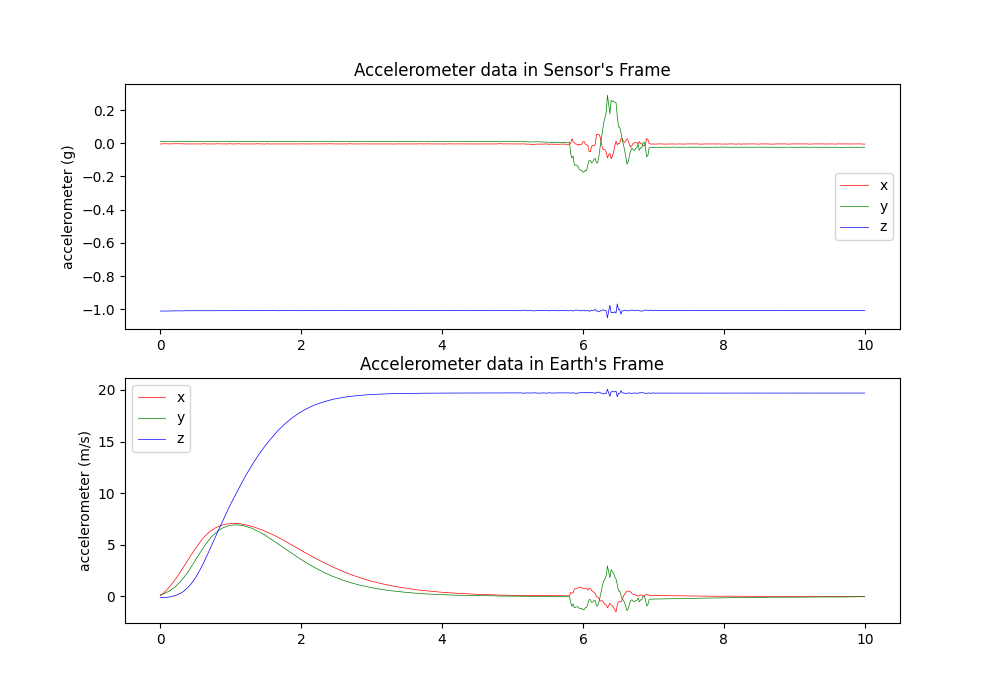 Accelerometer data in Sensor's Frame
accelerometer (g)
0.2
0.0
−0.2
−0.4
−0.6
−0.8
−1.0
x
y
z
0 2 4 6 8 10
Accelerometer data in Earth's Frame
accelerometer (m/s)
20
15
10
5
0
x
y
z
0 2 4 6 8 10